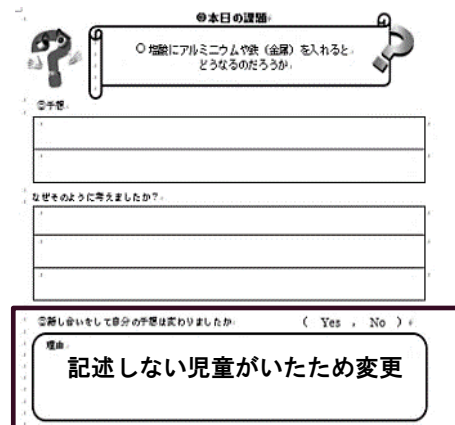 ◎本日の課題
○ 塩酸にアルミニウムや鉄（金属）を入れると
どうなるのだろうか
①予想
なぜそのように考えましたか？
②話し合いをして自分の予想は変わりましたか （ Yes , No ）
理由
記述しない児童がいたため変更